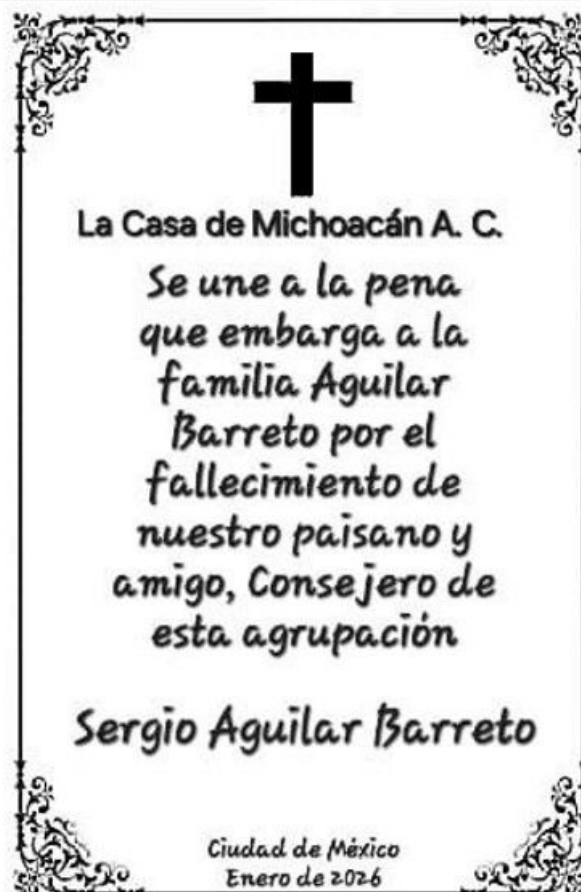 La Casa de Michoacán A. C.
Se une a la pena
que embarga a la
familia Aguilar
Barreto por el
fallecimiento de
nuestro paisano y
amigo, Consejero de
esta agrupación
Sergio Aguilar Barreto
Ciudad de México
Enero de 2026